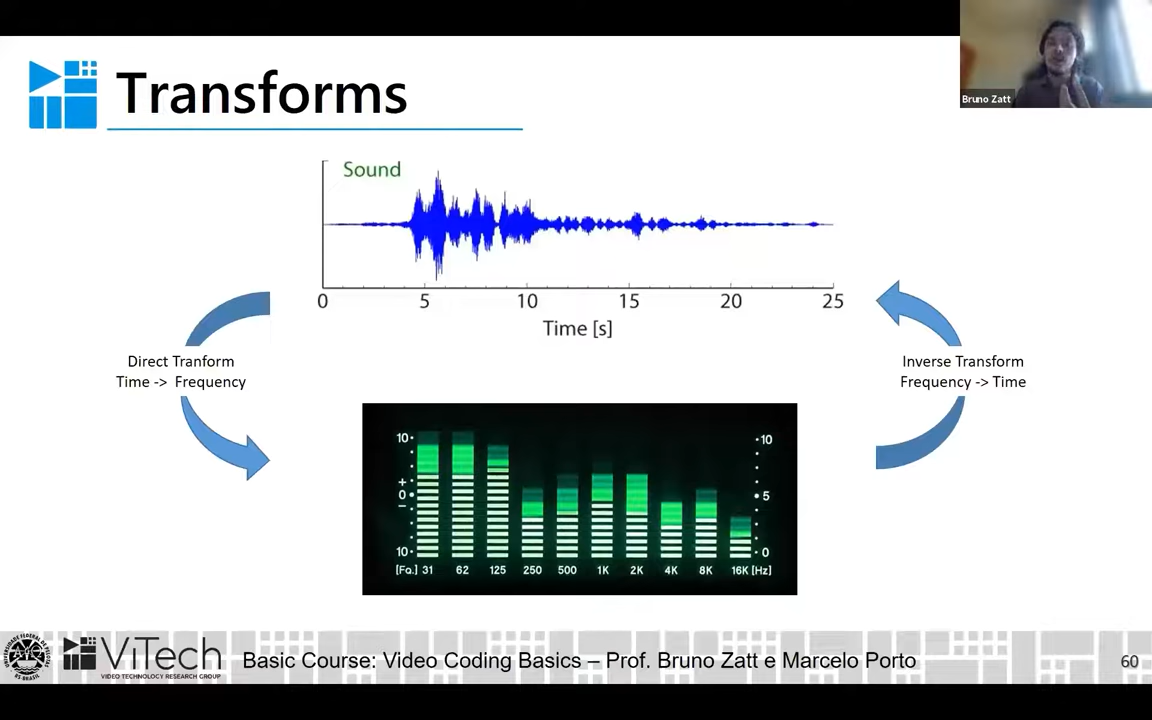 Bruno Zatt
Transforms
Sound
0 5 10 15 20 25
Time [s]
Direct Tranform
Time -> Frequency
Inverse Transform
Frequency -> Time
10
+
0
−
10
10
5
0
[Fq.] 31 62 125 250 500 1K 2K 4K 8K 16K [Hz]
ViTech
VIDEO TECHNOLOGY RESEARCH GROUP
Basic Course: Video Coding Basics – Prof. Bruno Zatt e Marcelo Porto
60